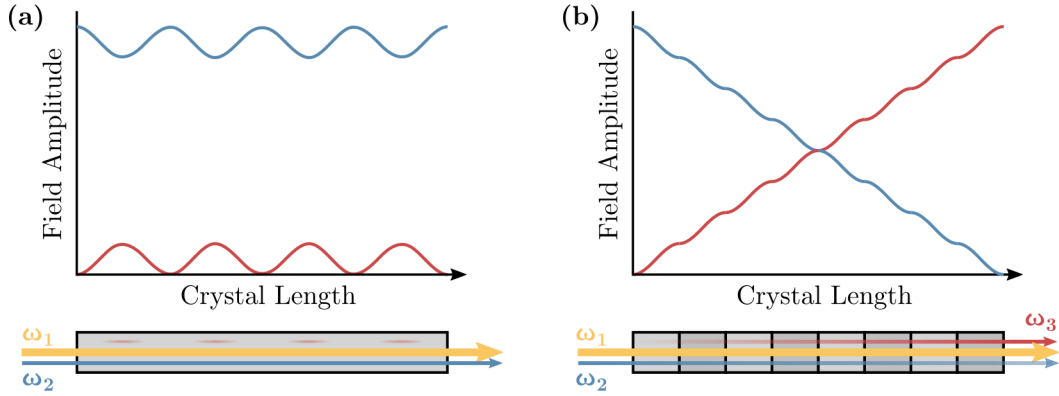 (a)
Field Amplitude
Crystal Length
ω1
ω2
(b)
Field Amplitude
Crystal Length
ω1
ω2
ω3